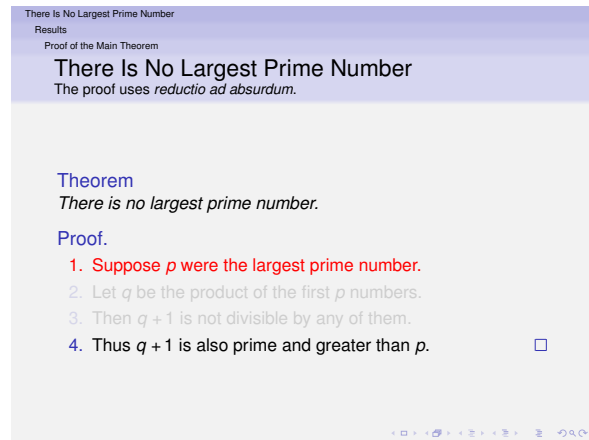 There Is No Largest Prime Number
Results
Proof of the Main Theorem
There Is No Largest Prime Number
The proof uses reductio ad absurdum.
Theorem
There is no largest prime number.
Proof.
1. Suppose p were the largest prime number.
2. Let q be the product of the first p numbers.
3. Then q + 1 is not divisible by any of them.
4. Thus q + 1 is also prime and greater than p. □